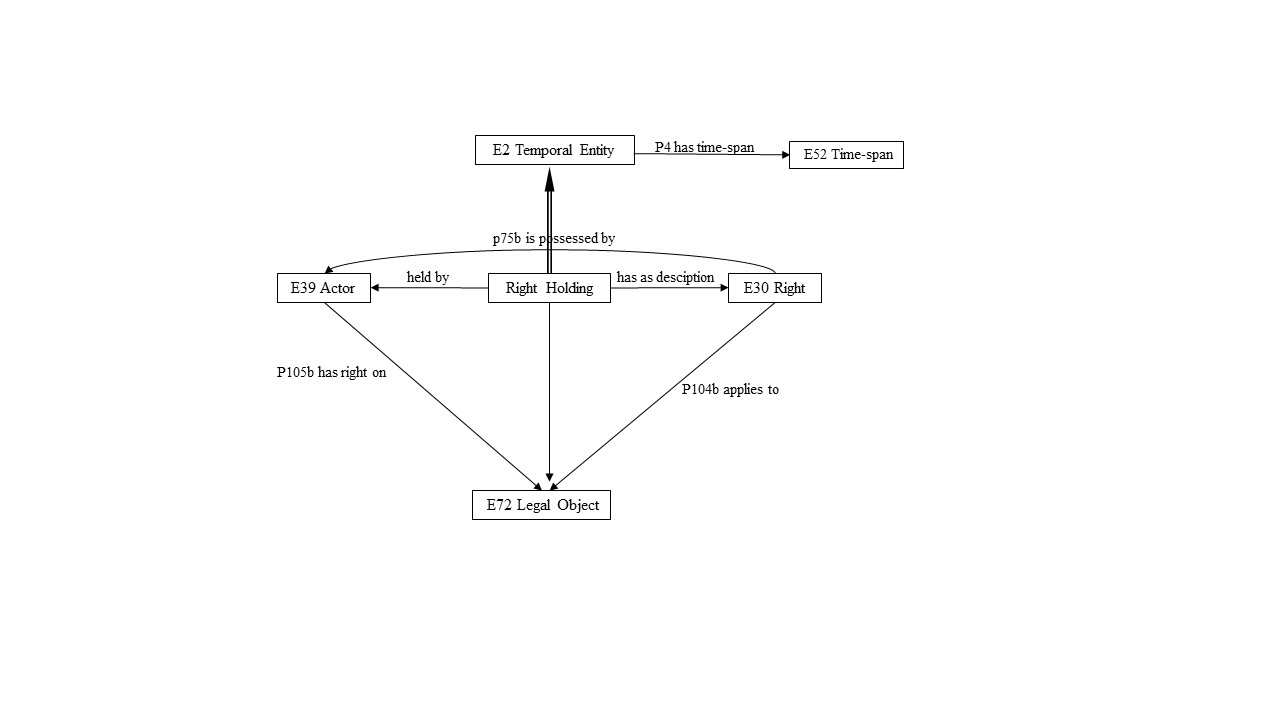 E2 Temporal Entity
P4 has time-span
E52 Time-span
p75b is possessed by
E39 Actor
held by
Right Holding
has as desciption
E30 Right
P105b has right on
P104b applies to
E72 Legal Object